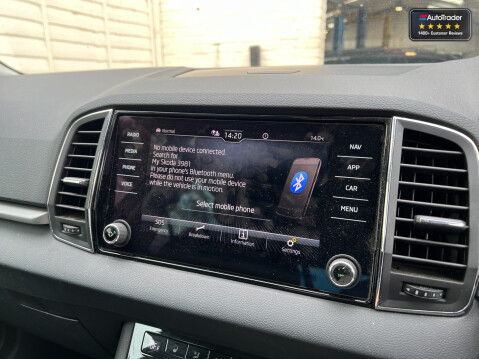 AutoTrader
1400+ Customer Reviews
RADIO
MEDIA
PHONE
VOICE
Normal
14:20
14.0
No mobile device connected.
Search for
My Skoda 3981
in your phone's Bluetooth menu.
Please do not use your mobile device
while the vehicle is in motion.
Select mobile phone
SOS
Emergency
Breakdown
Information
Settings
NAV
APP
CAR
MENU